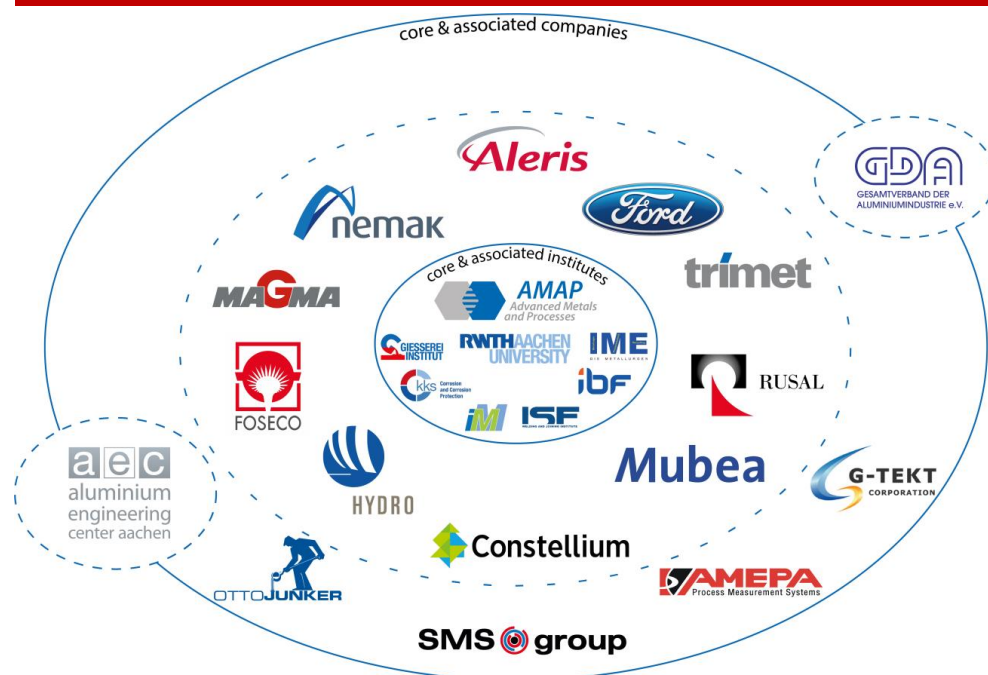 core & associated companies
Aleris
GDA
GESAMTVERBAND DER
ALUMINIUMINDUSTRIE e.V.
nemak
Ford
core & associated institutes
trimet
MAGMA
AMAP
Advanced Metals
and Processes
GIESSEREI
INSTITUT
RWTHAACHEN
UNIVERSITY
IME
kks
Corrosion
and Corrosion
Protection
ibf
RUSAL
FOSECO
iM
ISF
aec
aluminium
engineering
center aachen
HYDRO
Mubea
G-TEKT
CORPORATION
Constellium
OTTOJUNKER
AMEPA
Process Measurement Systems
SMS group